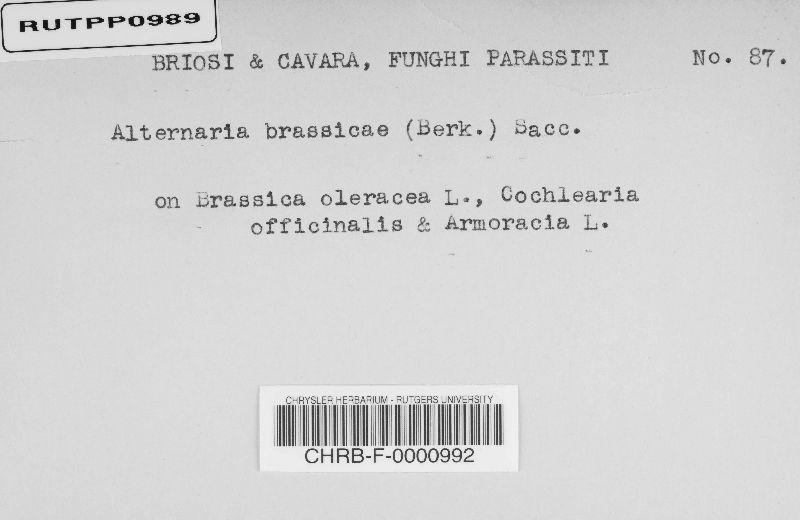 RUTPP0989
BRIOSI & CAVARA, FUNGHI PARASSITI No. 87.
Alternaria brassicae (Berk.) Sacc.
on Brassica oleracea L., Cochlearia
officinalis & Armoracia L.
CHRYSLER HERBARIUM - RUTGERS UNIVERSITY
CHRB-F-0000992